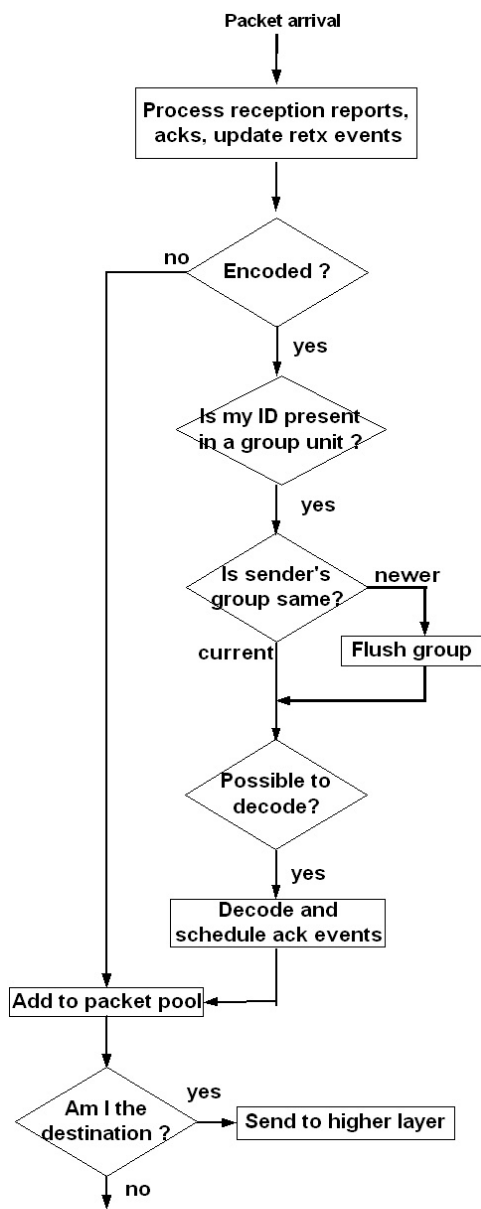 Packet arrival
Process reception reports,
acks, update retx events
no
Encoded ?
yes
Is my ID present
in a group unit ?
yes
Is sender's
group same?
newer
current
Flush group
Possible to
decode?
yes
Decode and
schedule ack events
Add to packet pool
Am I the
destination ?
yes
Send to higher layer
no